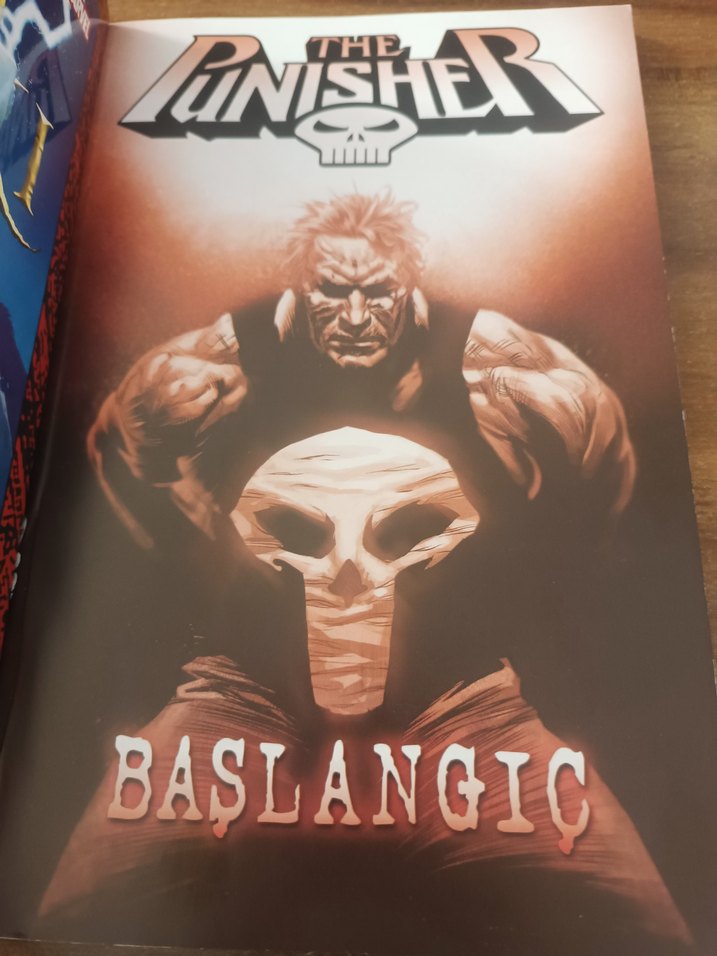 THE
PUNISHER
BAŞLANGIÇ